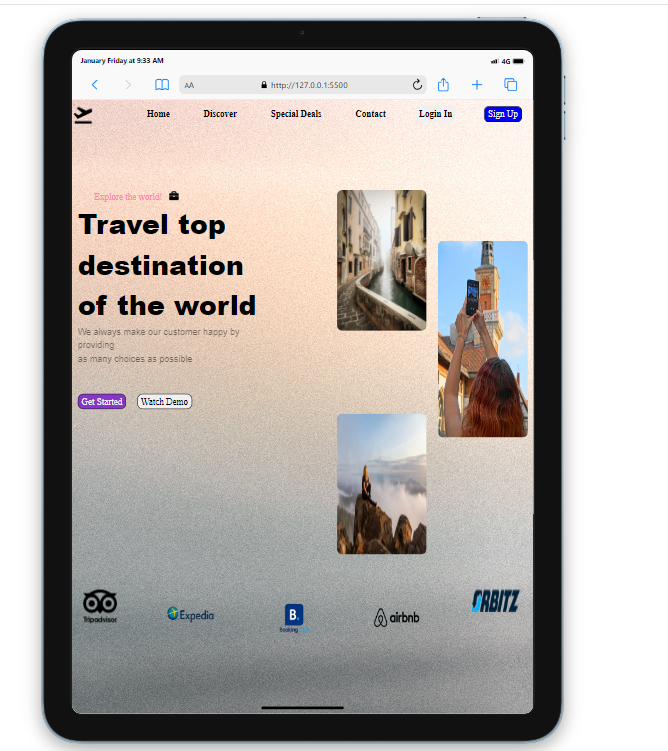 January Friday at 9:33 AM
4G
AA
http://127.0.0.1:5500
Home Discover Special Deals Contact Login In Sign Up
Explore the world!
Travel top
destination
of the world
We always make our customer happy by
providing
as many choices as possible
Get Started Watch Demo
Tripadvisor
Expedia
B.
Booking
airbnb
ORBITZ